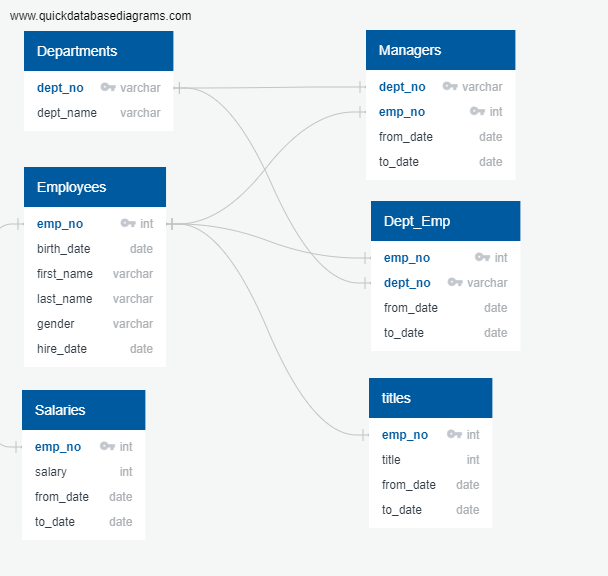 www.quickdatabasediagrams.com
Departments
dept_no varchar
dept_name varchar
Employees
emp_no int
birth_date date
first_name varchar
last_name varchar
gender varchar
hire_date date
Salaries
emp_no int
salary int
from_date date
to_date date
Managers
dept_no varchar
emp_no int
from_date date
to_date date
Dept_Emp
emp_no int
dept_no varchar
from_date date
to_date date
titles
emp_no int
title int
from_date date
to_date date